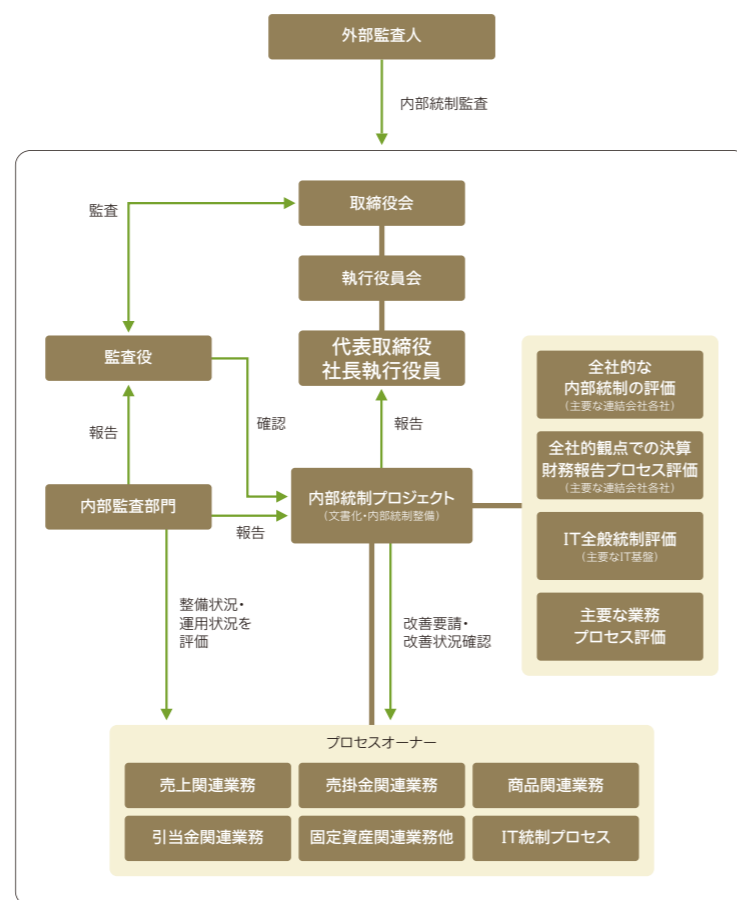 外部監査人
内部統制監査
監査
取締役会
執行役員会
監査役
代表取締役
社長執行役員
全社的な
内部統制の評価
(主要な連結会社各社)
報告
確認
報告
全社的観点での決算
財務報告プロセス評価
(主要な連結会社各社)
内部監査部門
報告
内部統制プロジェクト
(文書化・内部統制整備)
IT全般統制評価
(主要なIT基盤)
整備状況・
運用状況を
評価
改善要請・
改善状況確認
主要な業務
プロセス評価
プロセスオーナー
売上関連業務
売掛金関連業務
商品関連業務
引当金関連業務
固定資産関連業務他
IT統制プロセス